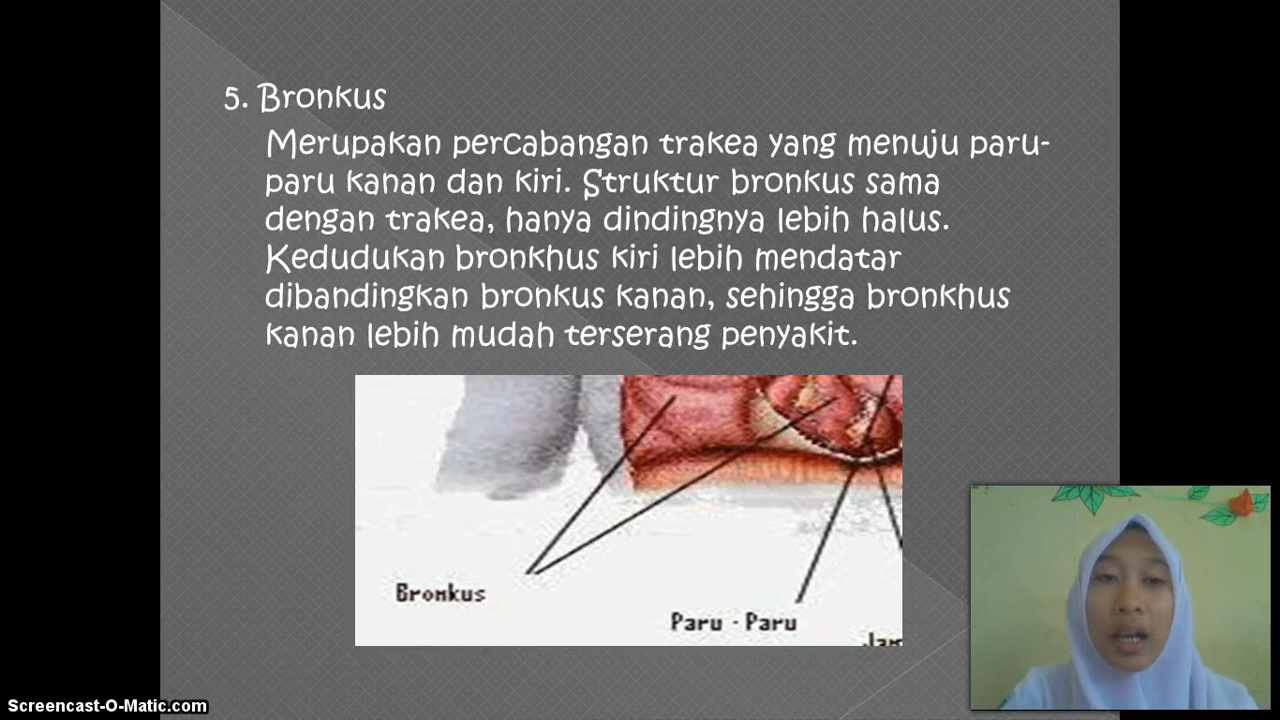 5. Bronkus
Merupakan percabangan trakea yang menuju paru-
paru kanan dan kiri. Struktur bronkus sama
dengan trakea, hanya dindingnya lebih halus.
Kedudukan bronkhus kiri lebih mendatar
dibandingkan bronkus kanan, sehingga bronkhus
kanan lebih mudah terserang penyakit.
Bronkus
Paru - Paru
Screencast-O-Matic.com